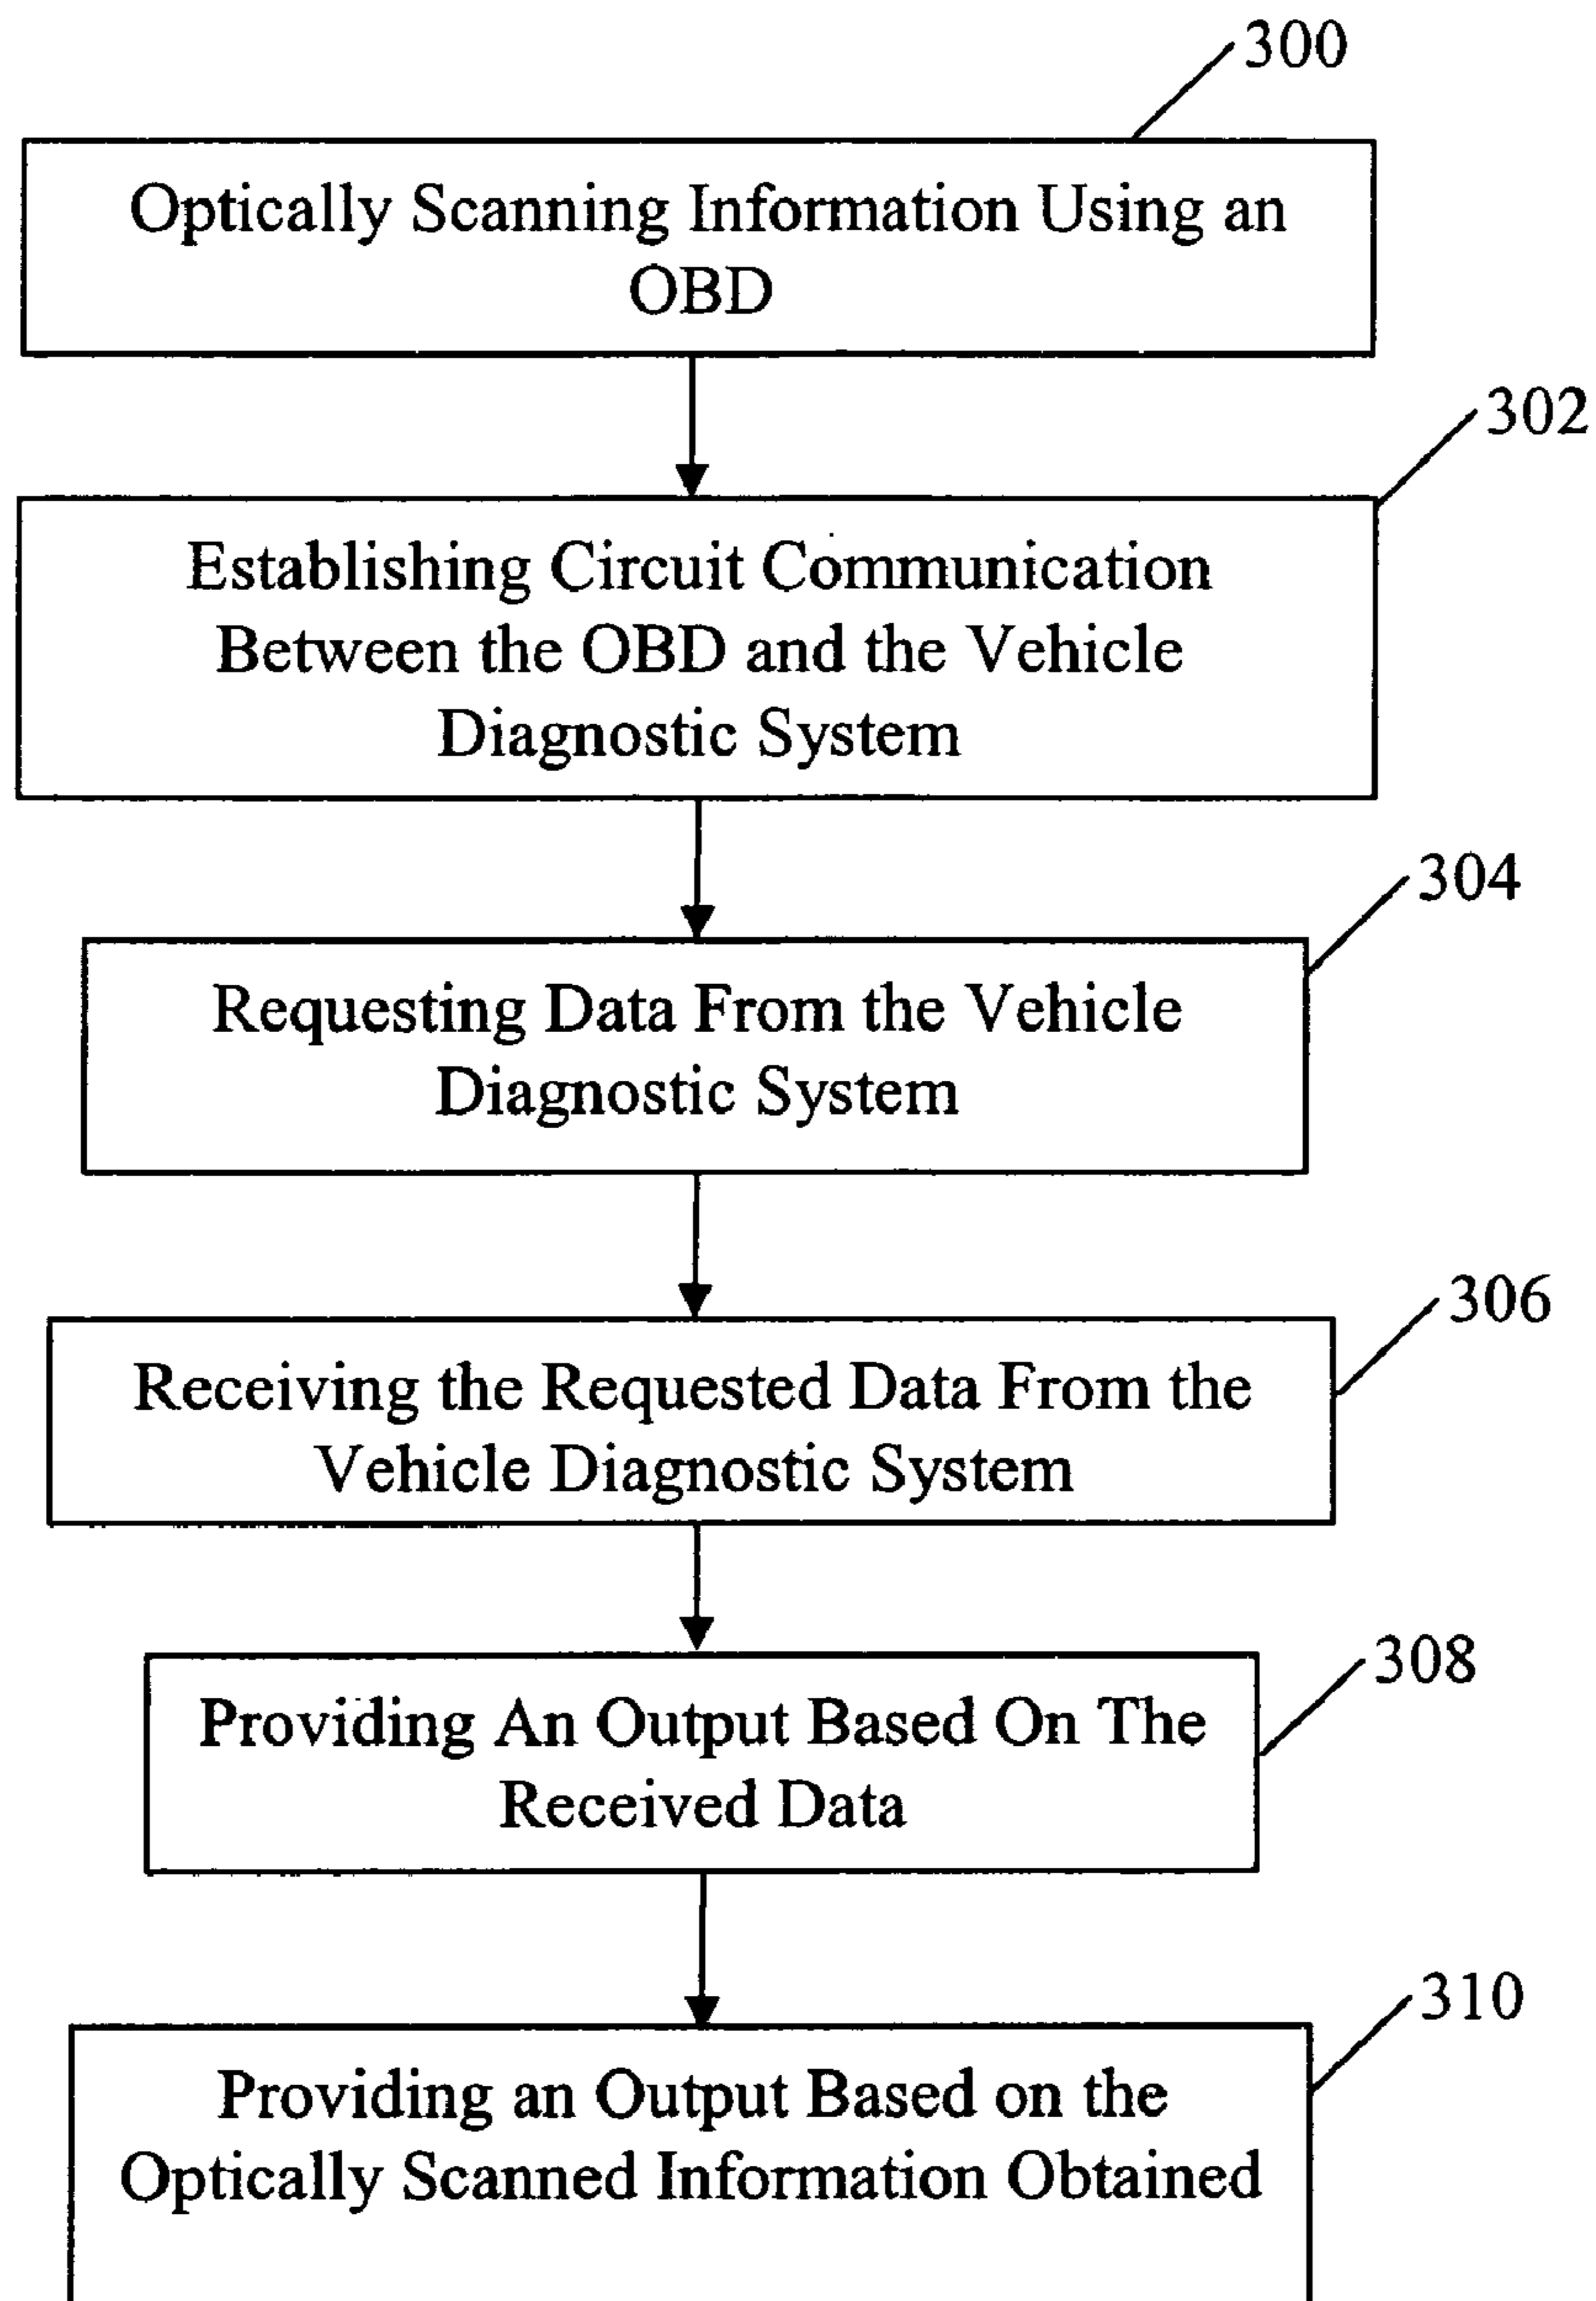 300
Optically Scanning Information Using an
OBD
302
Establishing Circuit Communication
Between the OBD and the Vehicle
Diagnostic System
304
Requesting Data From the Vehicle
Diagnostic System
306
Receiving the Requested Data From the
Vehicle Diagnostic System
308
Providing An Output Based On The
Received Data
310
Providing an Output Based on the
Optically Scanned Information Obtained